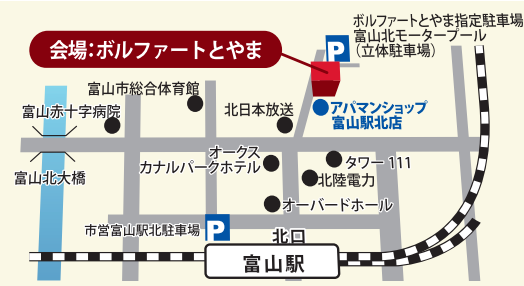 ボルファートとやま指定駐車場
富山北モータープール
（立体駐車場）
P
会場:ボルファートとやま
富山市総合体育館
富山赤十字病院
北日本放送
アパマンショップ
富山駅北店
オークス
カナルパークホテル
タワー111
富山北大橋
北陸電力
オーバードホール
市営富山駅北駐車場
P
北口
富山駅